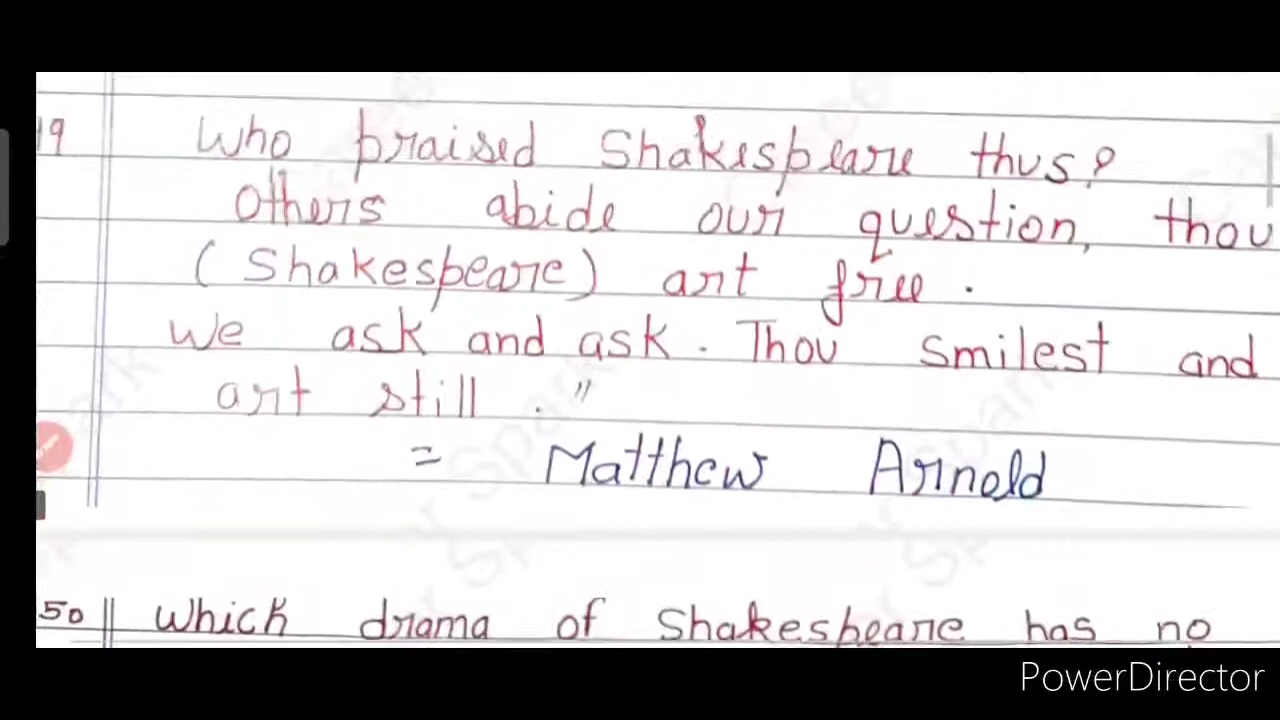 19 Who praised Shakespeare thus?
Others abide our question, thou
(Shakespeare) art free.
We ask and ask. Thou smilest and
art still."
= Matthew Arnold
50 Which drama of Shakespeare has no
PowerDirector